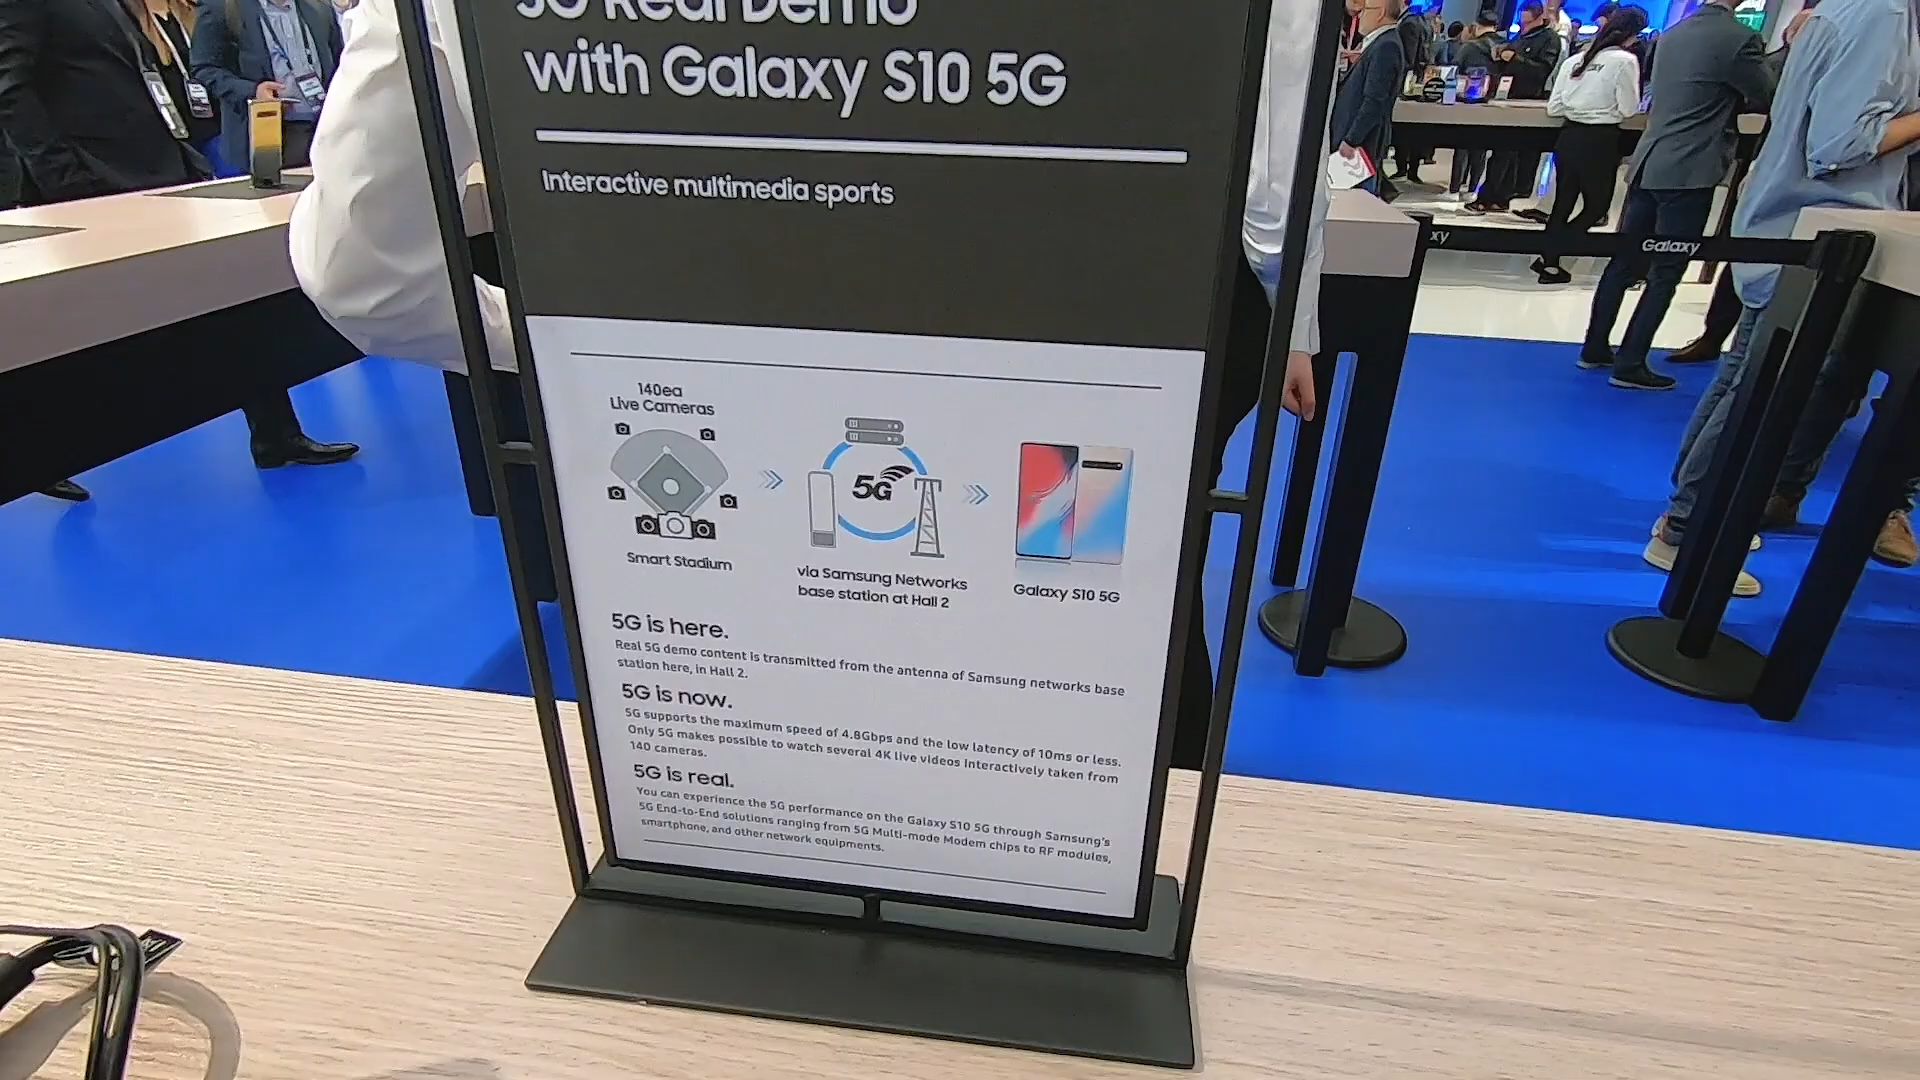 5G Real Demo
with Galaxy S10 5G
Interactive multimedia sports
140ea
Live Cameras
Smart Stadium
5G
via Samsung Networks
base station at Hall 2
Galaxy S10 5G
5G is here.
Real 5G demo content is transmitted from the antenna of Samsung networks base
station here, in Hall 2.
5G is now.
5G supports the maximum speed of 4.8Gbps and the low latency of 10ms or less.
Only 5G makes possible to watch several 4K live videos interactively taken from
140 cameras.
5G is real.
You can experience the 5G performance on the Galaxy S10 5G through Samsung's
5G End-to-End solutions ranging from 5G Multi-mode Modem chips to RF modules,
smartphone, and other network equipments.
xy
Galaxy
Galaxy